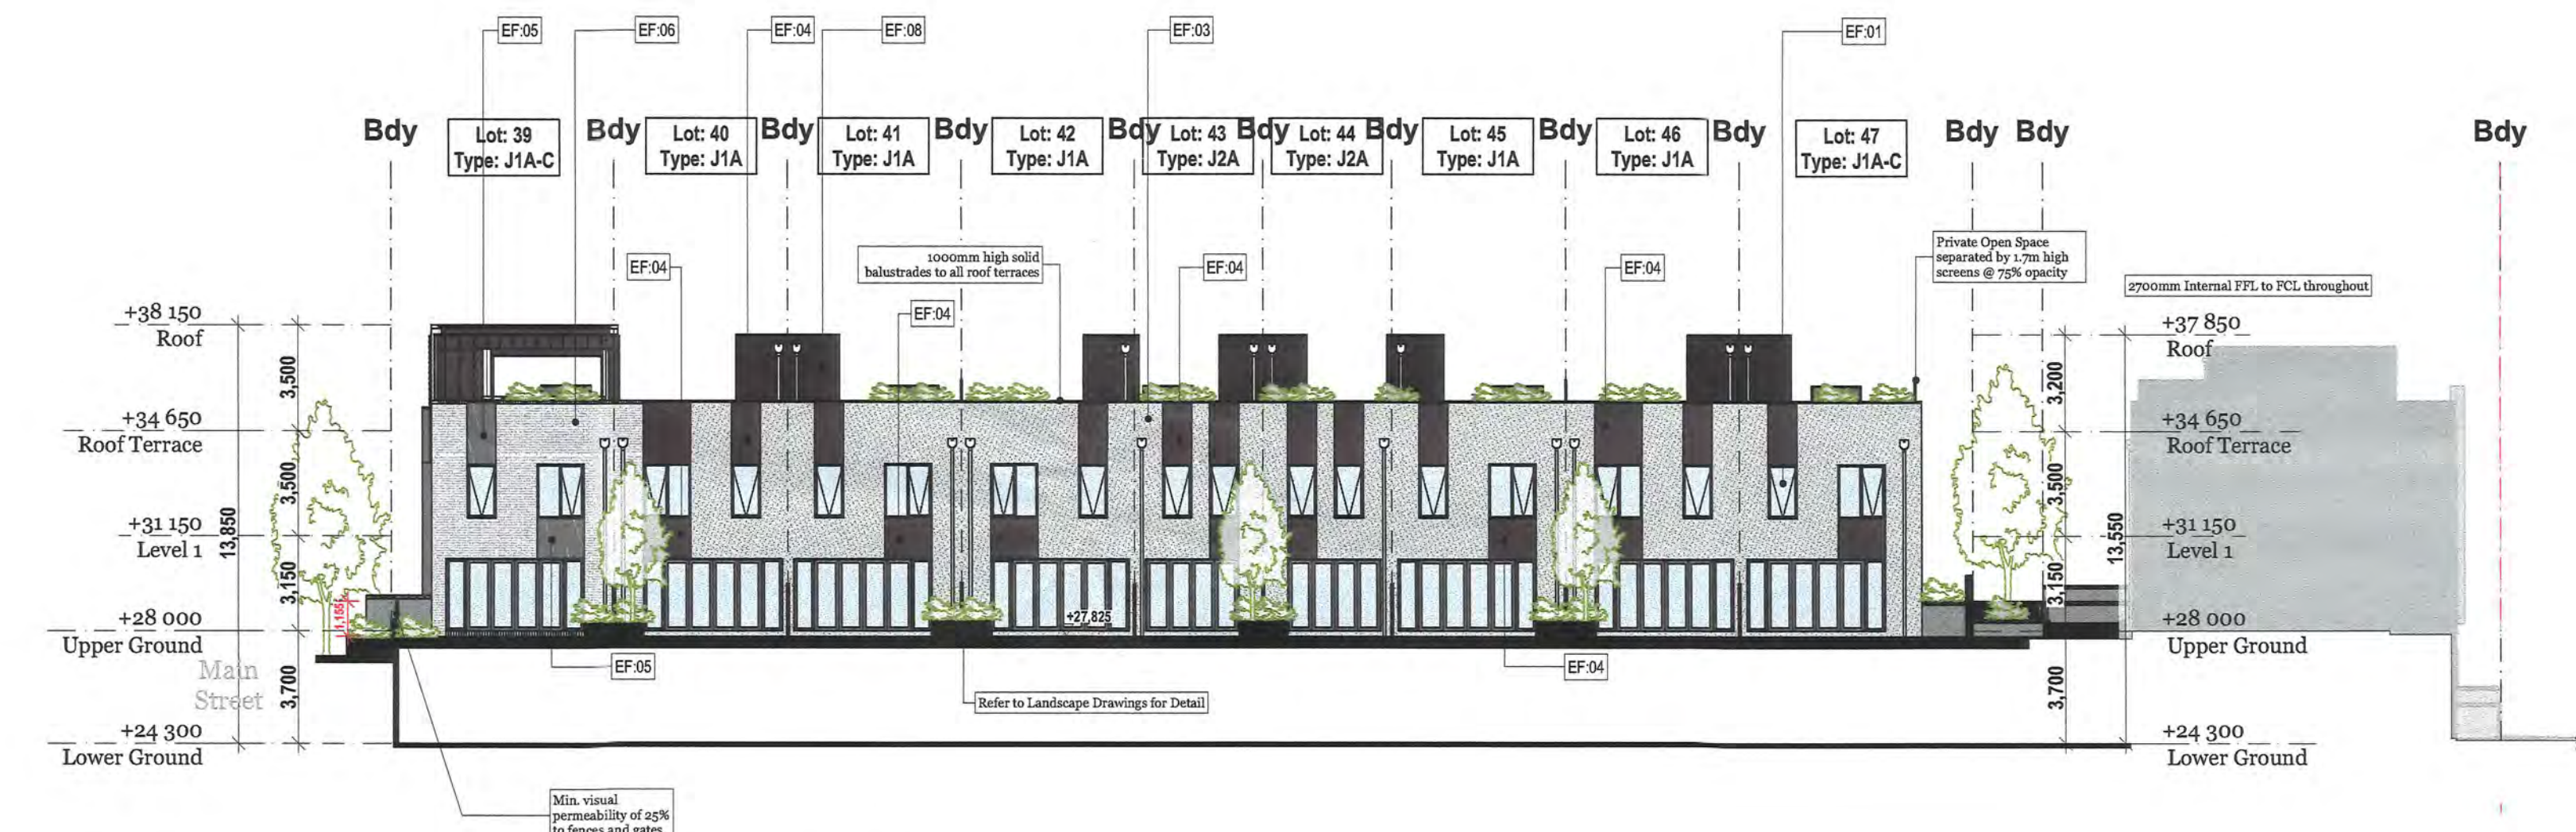 EF:05
EF:06
EF:04
EF:08
EF:03
EF:01
Bdy
Lot: 39
Type: J1A-C
Bdy
Lot: 40
Type: J1A
Bdy
Lot: 41
Type: J1A
Bdy
Lot: 42
Type: J1A
Bdy
Lot: 43
Type: J2A
Bdy
Lot: 44
Type: J2A
Bdy
Lot: 45
Type: J1A
Bdy
Lot: 46
Type: J1A
Bdy
Lot: 47
Type: J1A-C
Bdy
Bdy
Bdy
EF:04
1000mm high solid
balustrades to all roof terraces
EF:04
EF:04
EF:04
Private Open Space
separated by 1.7m high
screens @ 75% opacity
2700mm Internal FFL to FCL throughout
+38 150
Roof
+34 650
Roof Terrace
+31 150
Level 1
+28 000
Upper Ground
Main
Street
+24 300
Lower Ground
13,850
3,500
3,500
3,150
3,700
1,155
+27,825
EF:05
EF:04
Refer to Landscape Drawings for Detail
Min. visual
permeability of 25%
to fences and gates
3,200
3,500
3,150
3,700
13,550
+37 850
Roof
+34 650
Roof Terrace
+31 150
Level 1
+28 000
Upper Ground
+24 300
Lower Ground